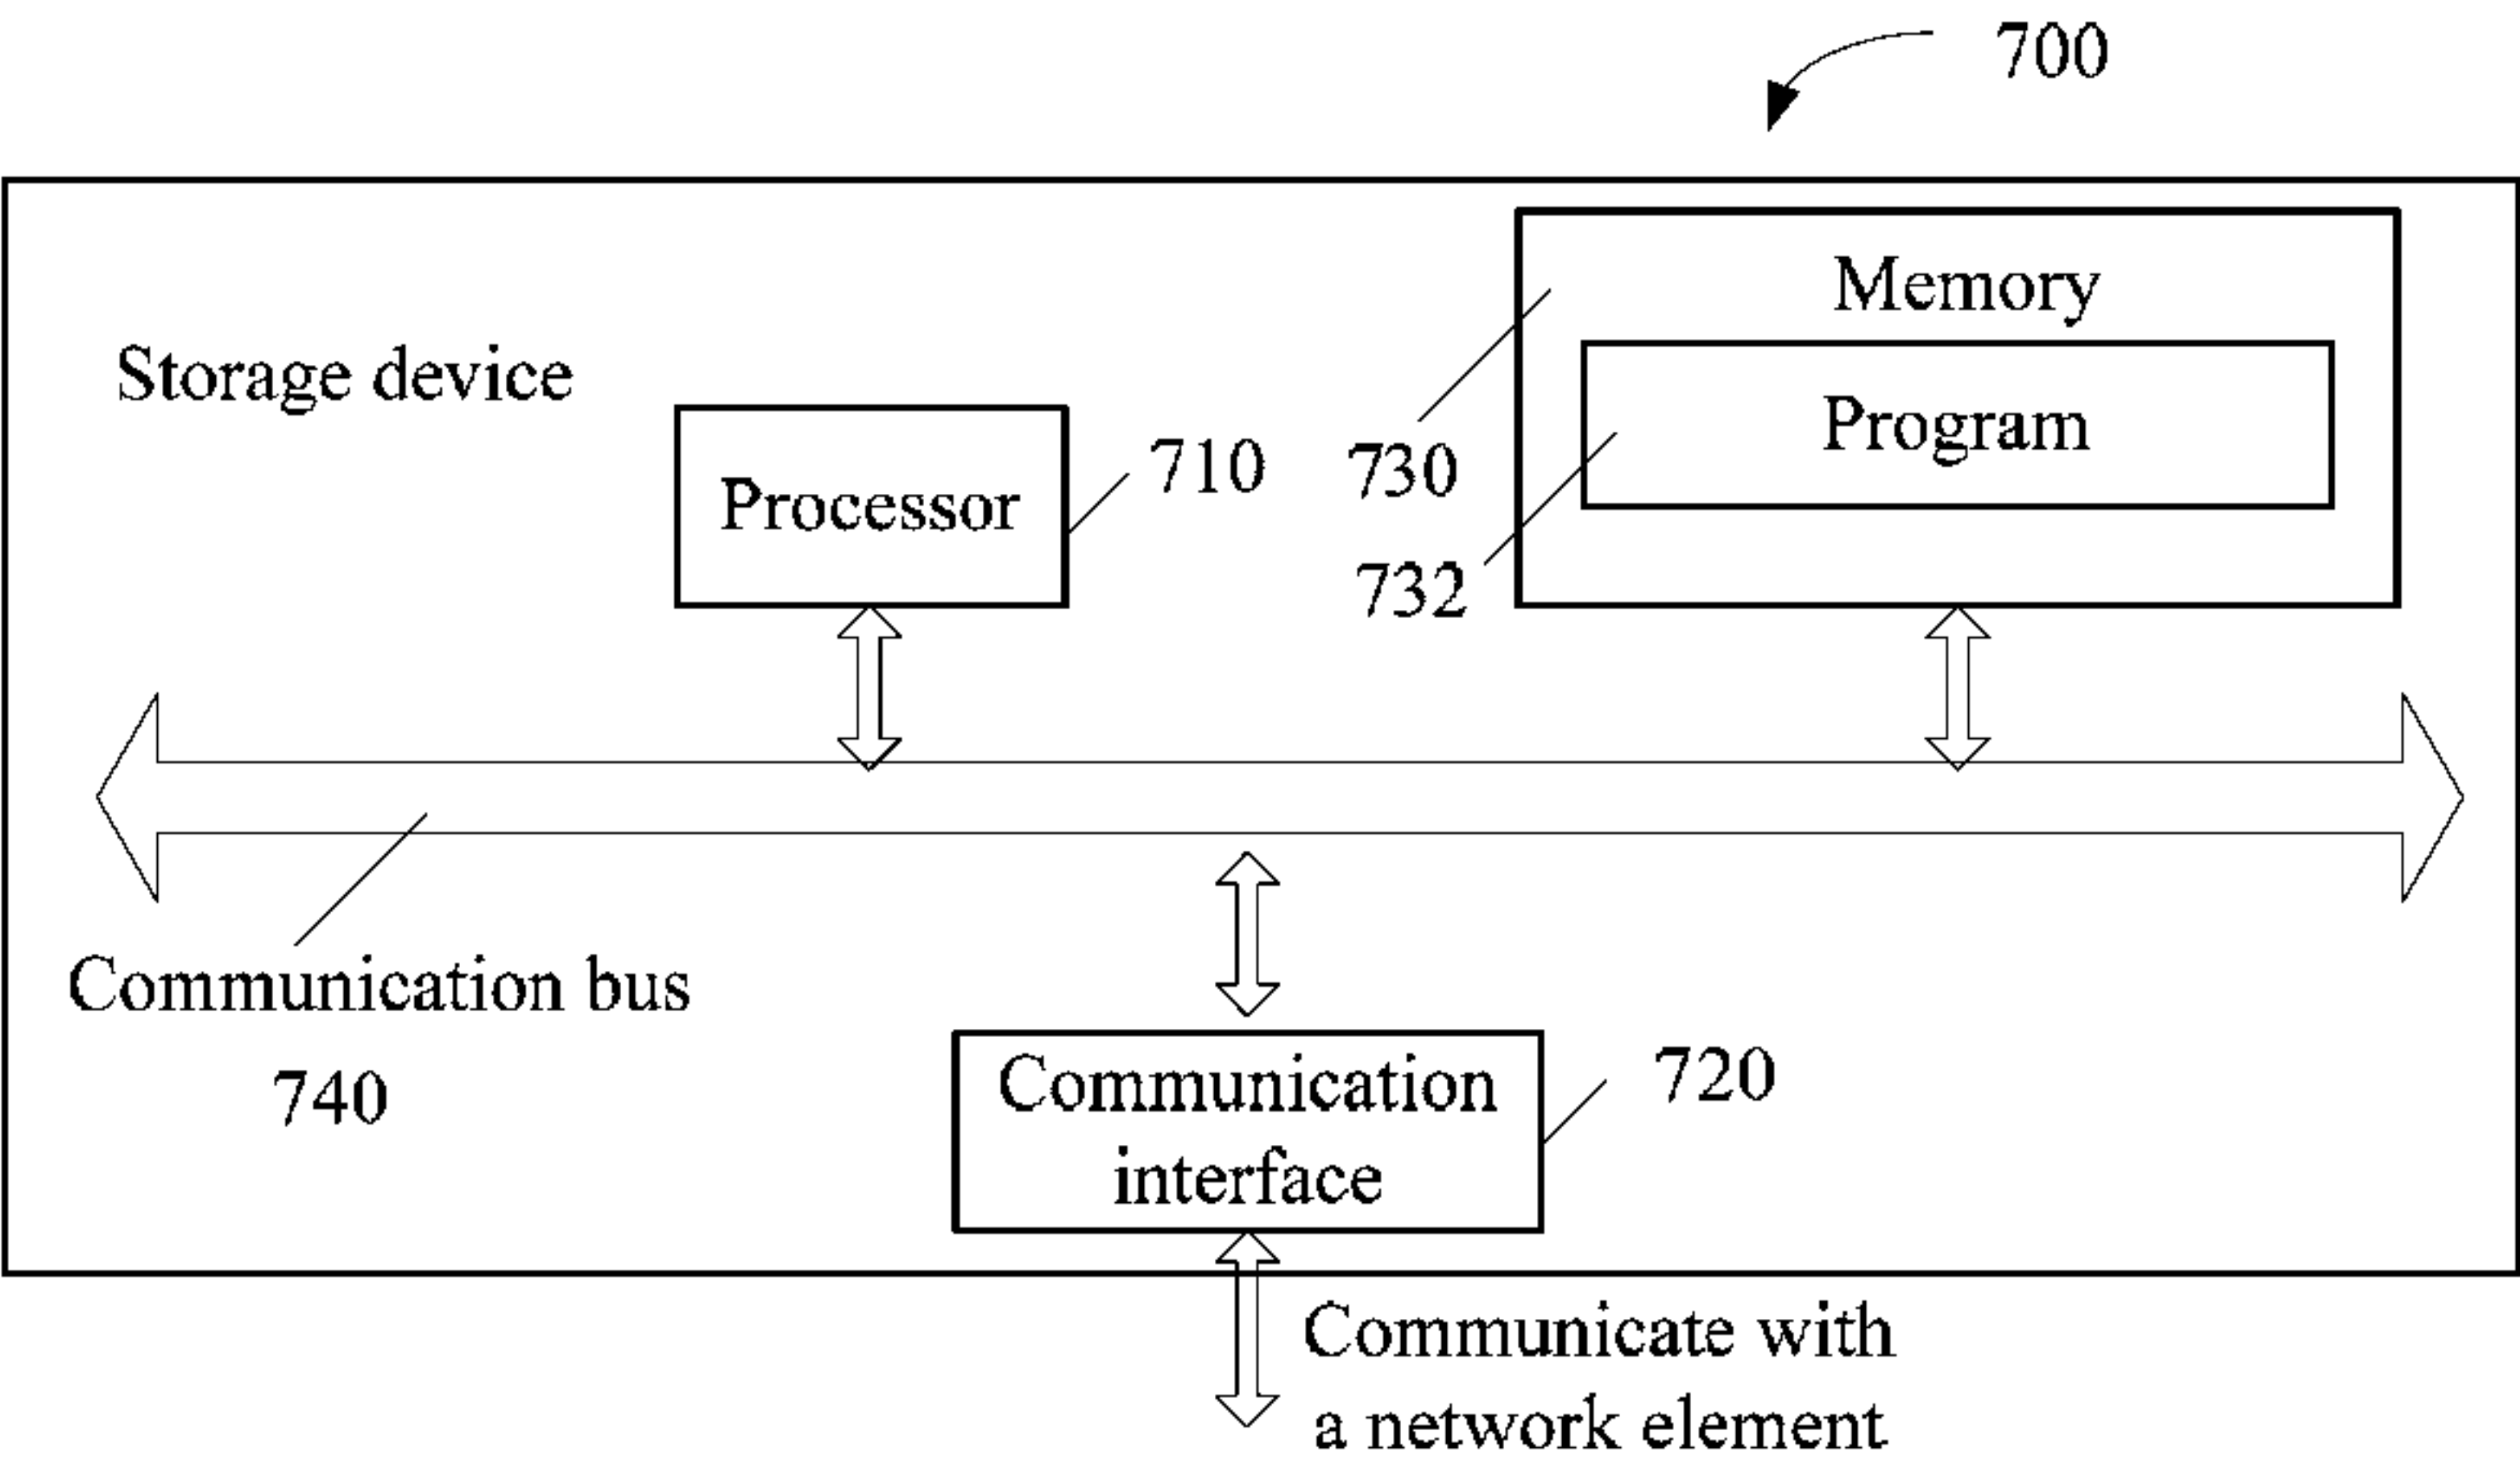 700
Memory
Storage device
Program
710
730
Processor
732
Communication bus
740
Communication
interface
720
Communicate with
a network element